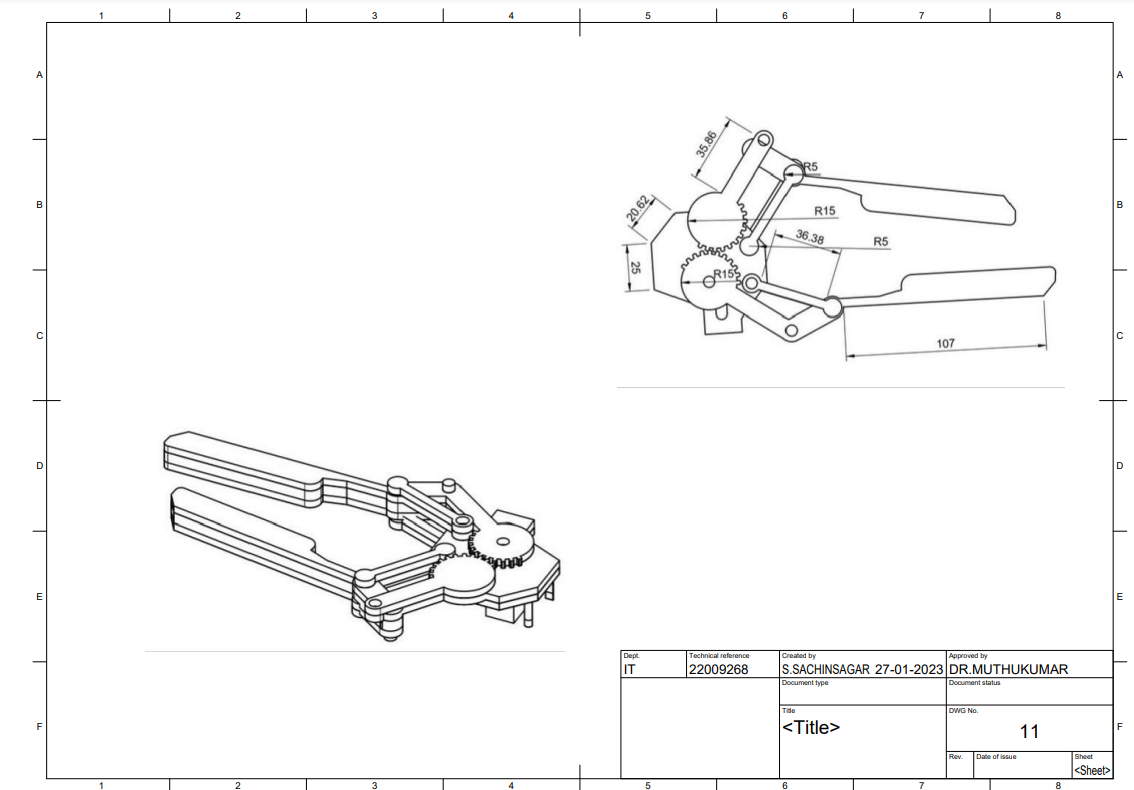 1 2 3 4 5 6 7 8
A A
B B
C C
D D
E E
F F
35.86
R5
20.62
R15
36.38
R5
25
R15
107
Dept. Technical reference Created by Approved by
IT 22009268 S.SACHINSAGAR 27-01-2023 DR.MUTHUKUMAR
Document type Document status
Title DWG No.
<Title> 11
Rev. Date of issue Sheet
<Sheet>
1 2 3 4 5 6 7 8